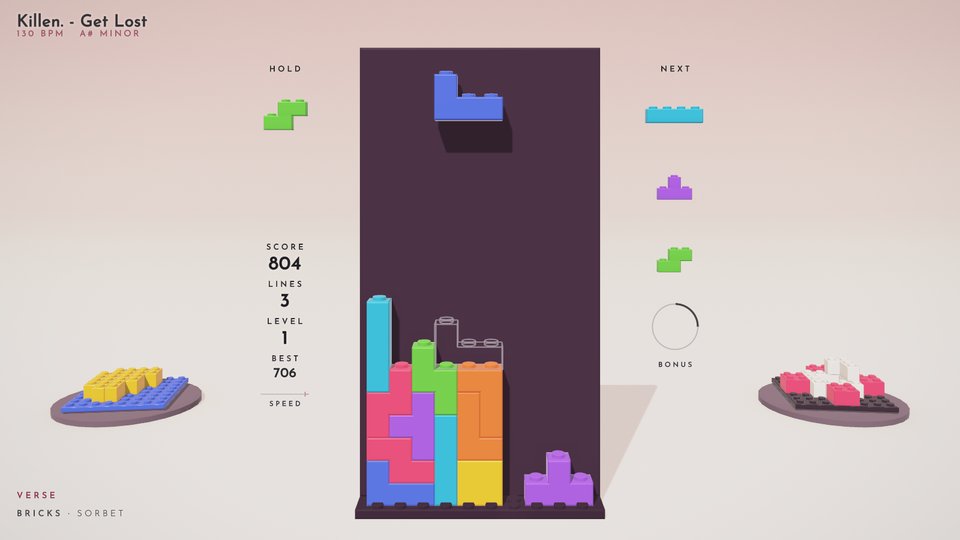 Killen. - Get Lost
130 BPM A# MINOR
HOLD
NEXT
SCORE
804
LINES
3
LEVEL
1
BEST
706
SPEED
BONUS
VERSE
BRICKS · SORBET